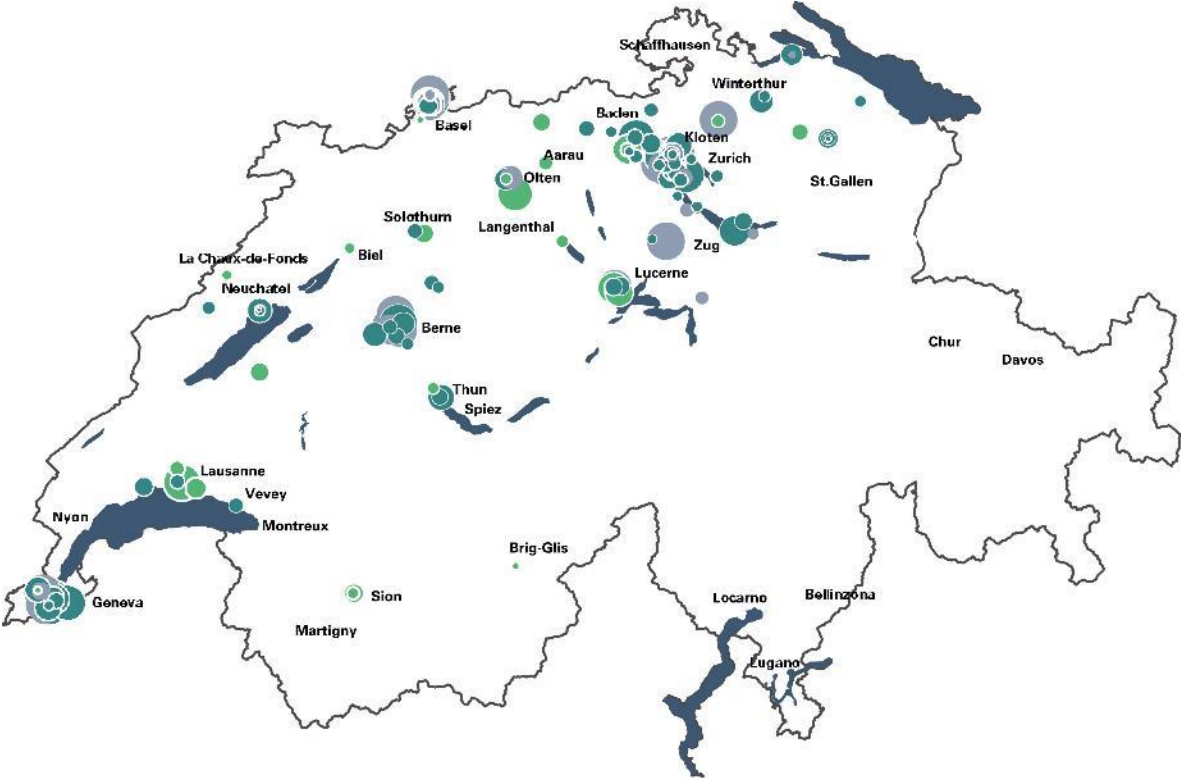 Schaffhausen
Winterthur
Baden
Basel
Kloten
Aarau
Zurich
Olten
St.Gallen
Solothurn
Langenthal
Zug
Biel
La Chaux-de-Fonds
Lucerne
Neuchatel
Berne
Chur
Davos
Thun
Spiez
Lausanne
Vevey
Nyon
Montreux
Brig-Glis
Geneva
Sion
Locarno
Bellinzona
Martigny
Lugano